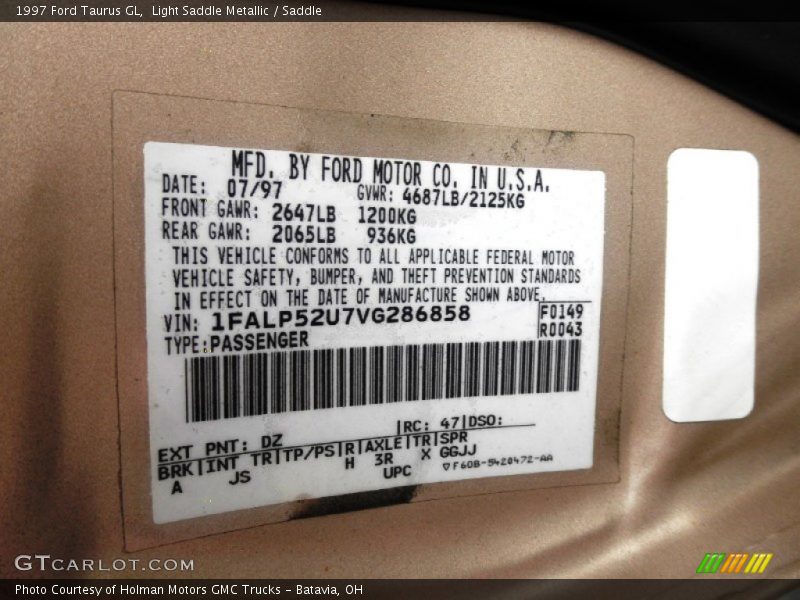 1997 Ford Taurus GL, Light Saddle Metallic / Saddle
MFD. BY FORD MOTOR CO. IN U.S.A.
DATE: 07/97 GVWR: 4687LB/2125KG
FRONT GAWR: 2647LB 1200KG
REAR GAWR: 2065LB 936KG
THIS VEHICLE CONFORMS TO ALL APPLICABLE FEDERAL MOTOR
VEHICLE SAFETY, BUMPER, AND THEFT PREVENTION STANDARDS
IN EFFECT ON THE DATE OF MANUFACTURE SHOWN ABOVE.
VIN: 1FALP52U7VG286858 F0149
TYPE: PASSENGER R0043
EXT PNT: DZ |RC: 47|DSO:
BRK|INT TR|TP/PS|R|AXLE|TR|SPR
A JS H 3R X GGJJ
UPC ▽F60B-5420472-AA
GTCARLOT.COM
Photo Courtesy of Holman Motors GMC Trucks - Batavia, OH